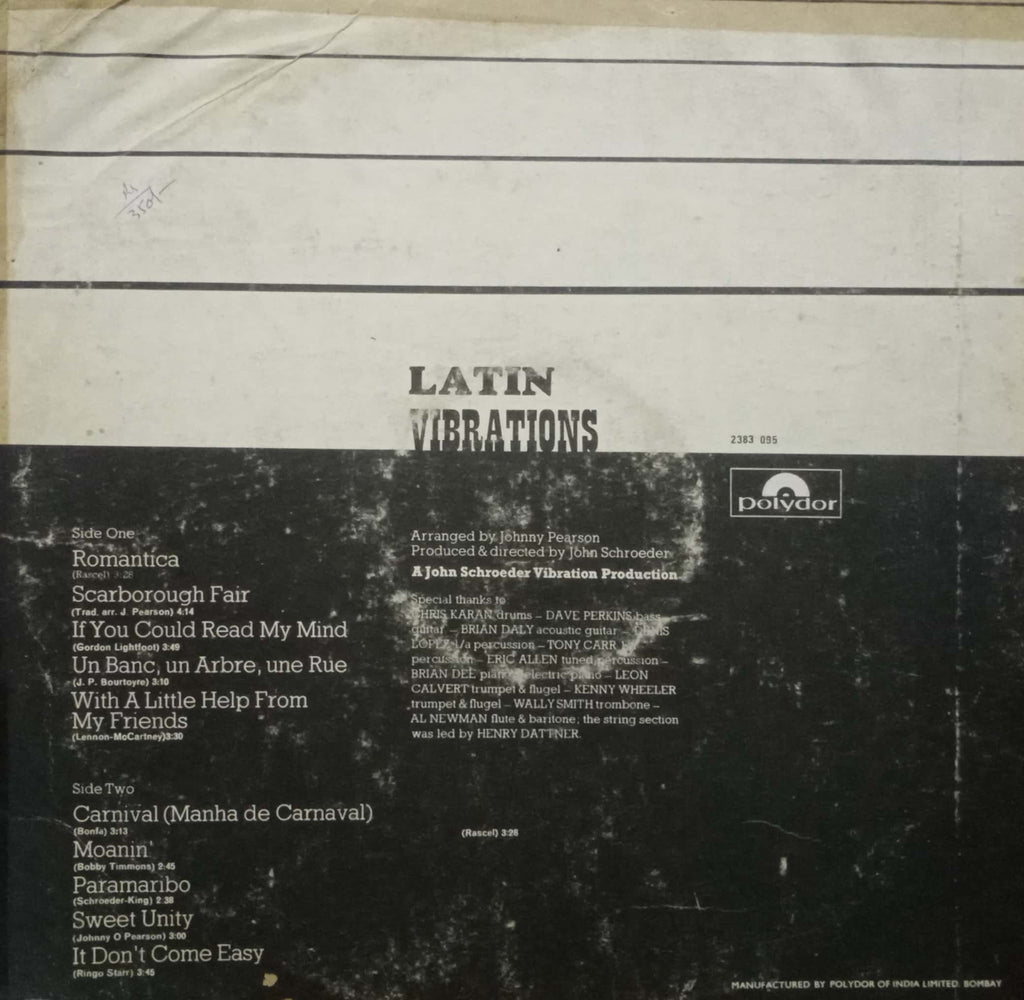 Rs
350/-
LATIN
VIBRATIONS
2383 095
polydor
Side One
Romantica
(Rascel) 3:28
Scarborough Fair
(Trad. arr. J. Pearson) 4:14
If You Could Read My Mind
(Gordon Lightfoot) 3:49
Un Banc, un Arbre, une Rue
(J. P. Bourtoyre) 3:10
With A Little Help From
My Friends
(Lennon-McCartney)3:30
Side Two
Carnival (Manha de Carnaval)
(Bonfa) 3:13
Moanin'
(Bobby Timmons) 2:45
Paramaribo
(Schroeder-King) 2:38
Sweet Unity
(Johnny O Pearson) 3:00
It Don't Come Easy
(Ringo Starr) 3:45
Arranged by Johnny Pearson
Produced & directed by John Schroeder
A John Schroeder Vibration Production
Special thanks to
CHRIS KARAN drums – DAVE PERKINS bass
guitar – BRIAN DALY acoustic guitar –
LOPEZ l/a percussion – TONY CARR
percussion – ERIC ALLEN tuned percussion –
BRIAN DEE piano/electric piano – LEON
CALVERT trumpet & flugel – KENNY WHEELER
trumpet & flugel – WALLY SMITH trombone –
AL NEWMAN flute & baritone; the string section
was led by HENRY DATTNER.
(Rascel) 3:28
MANUFACTURED BY POLYDOR OF INDIA LIMITED. BOMBAY